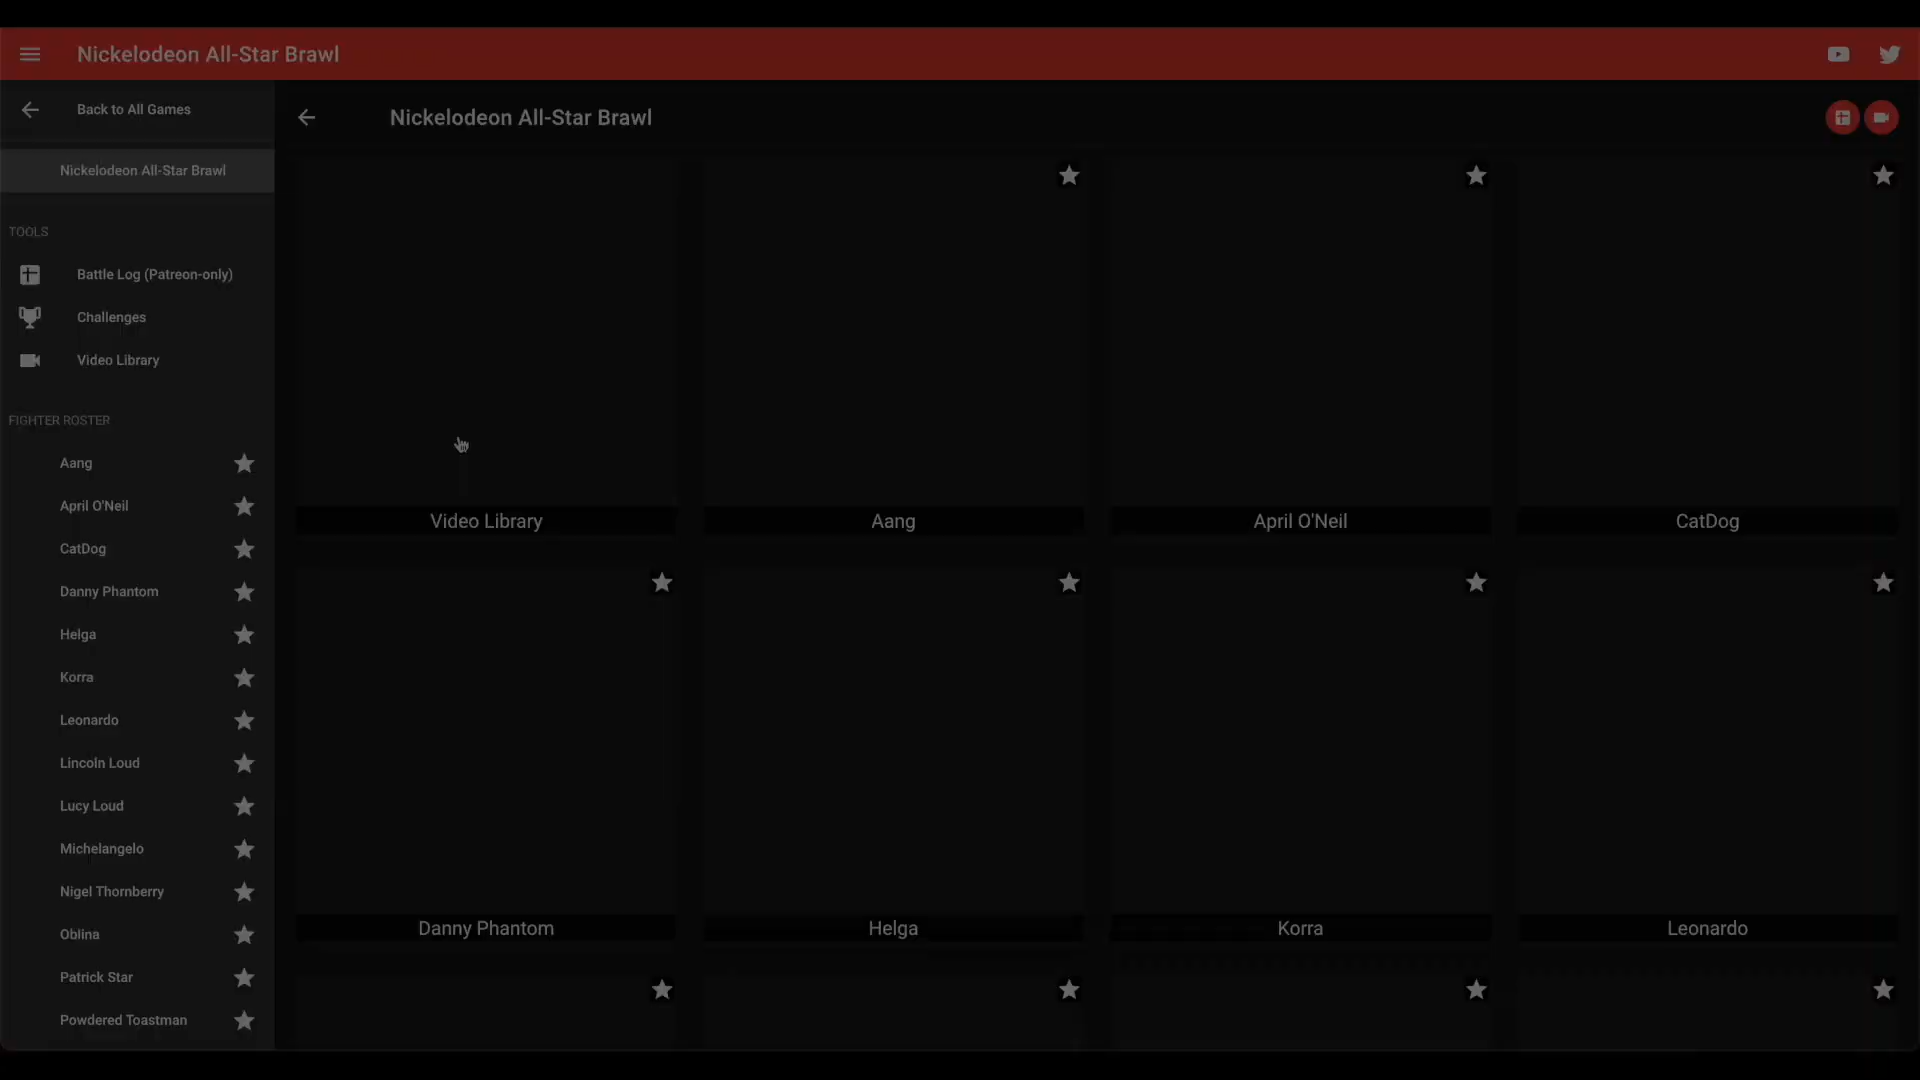 Nickelodeon All-Star Brawl
Back to All Games
Nickelodeon All-Star Brawl
TOOLS
Battle Log (Patreon-only)
Challenges
Video Library
FIGHTER ROSTER
Aang
April O'Neil
CatDog
Danny Phantom
Helga
Korra
Leonardo
Lincoln Loud
Lucy Loud
Michelangelo
Nigel Thornberry
Oblina
Patrick Star
Powdered Toastman
Nickelodeon All-Star Brawl
Video Library
Aang
April O'Neil
CatDog
Danny Phantom
Helga
Korra
Leonardo